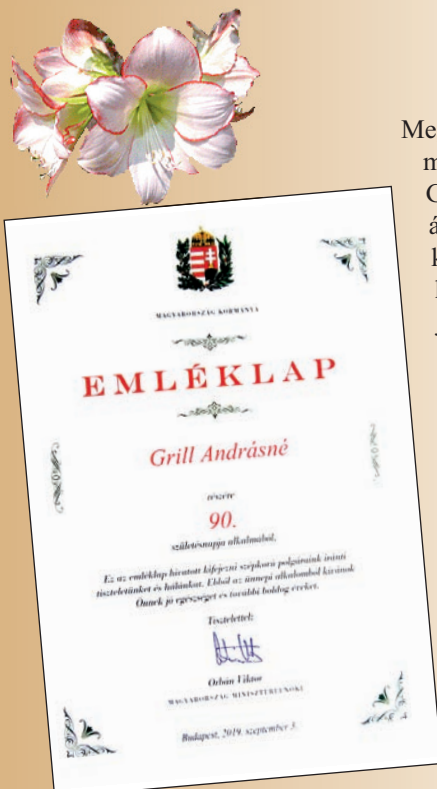 MAGYARORSZÁG KORMÁNYA
EMLÉKLAP
Grill Andrásné
részére
90.
születésnapja alkalmából.
Ez az emléklap hivatott kifejezni szépkorú polgáraink iránti
tiszteletünket és hálánkat. Ebből az ünnepi alkalomból kívánok
Önnek jó egészséget és további boldog éveket.
Tisztelettel:
Orbán Viktor
MAGYARORSZÁG MINISZTERELNÖKE
Budapest, 2019. szeptember 3.
Me
m